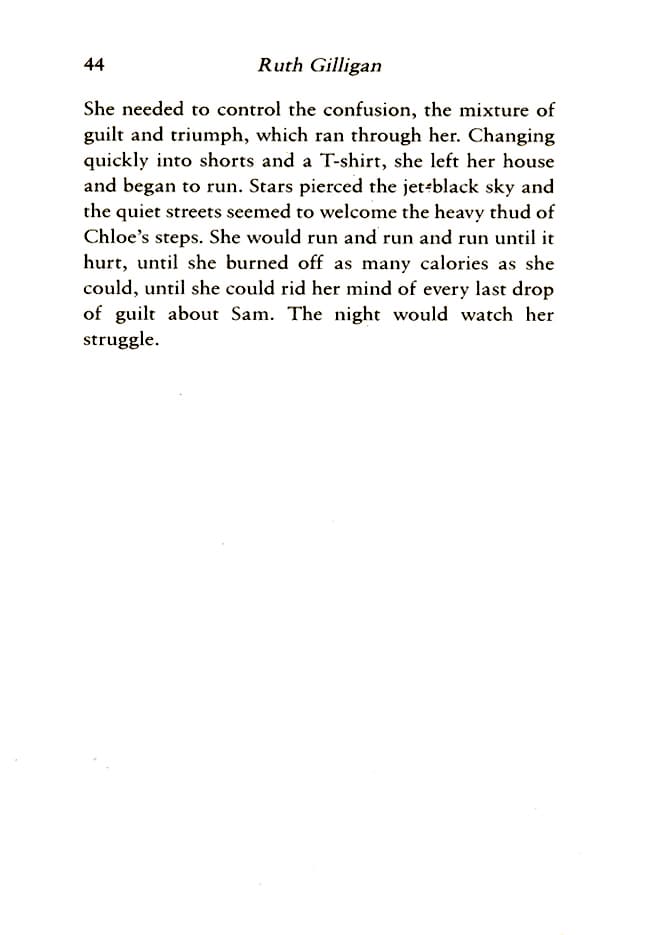 44 Ruth Gilligan
She needed to control the confusion, the mixture of
guilt and triumph, which ran through her. Changing
quickly into shorts and a T-shirt, she left her house
and began to run. Stars pierced the jet-black sky and
the quiet streets seemed to welcome the heavy thud of
Chloe’s steps. She would run and run and run until it
hurt, until she burned off as many calories as she
could, until she could rid her mind of every last drop
of guilt about Sam. The night would watch her
struggle.